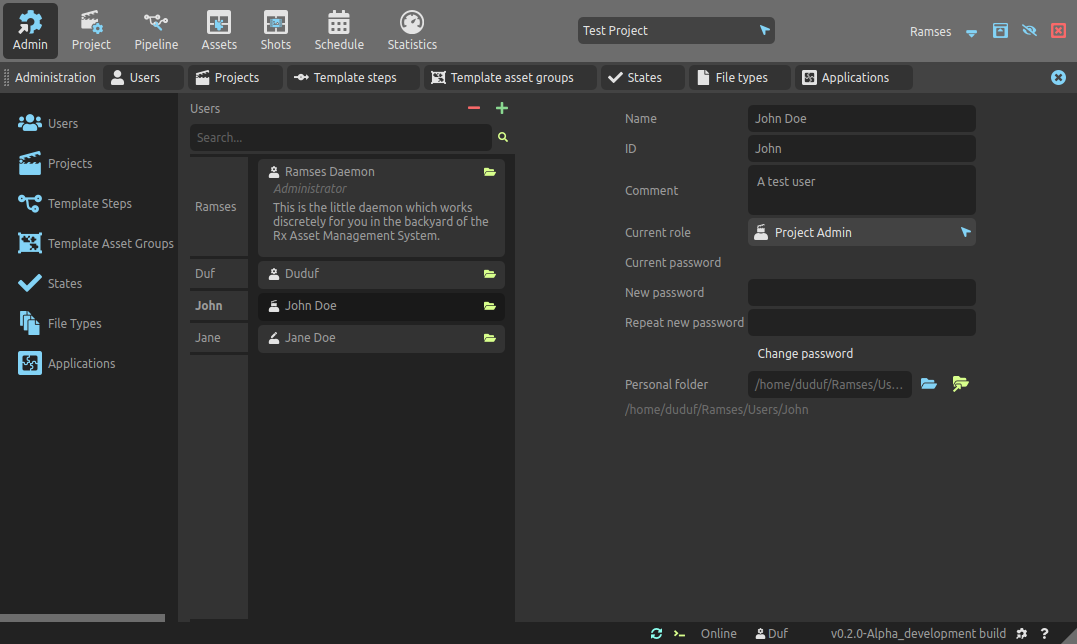 Admin
Project
Pipeline
Assets
Shots
Schedule
Statistics
Test Project
Ramses
Administration
Users
Projects
Template steps
Template asset groups
States
File types
Applications
Users
Projects
Template Steps
Template Asset Groups
States
File Types
Applications
Users
Search...
Ramses
Ramses Daemon
Administrator
This is the little daemon which works
discretely for you in the backyard of the
Rx Asset Management System.
Duf
Duduf
John
John Doe
Jane
Jane Doe
Name
John Doe
ID
John
Comment
A test user
Current role
Project Admin
Current password
New password
Repeat new password
Change password
Personal folder
/home/duduf/Ramses/Us...
/home/duduf/Ramses/Users/John
Online
Duf
v0.2.0-Alpha_development build
?